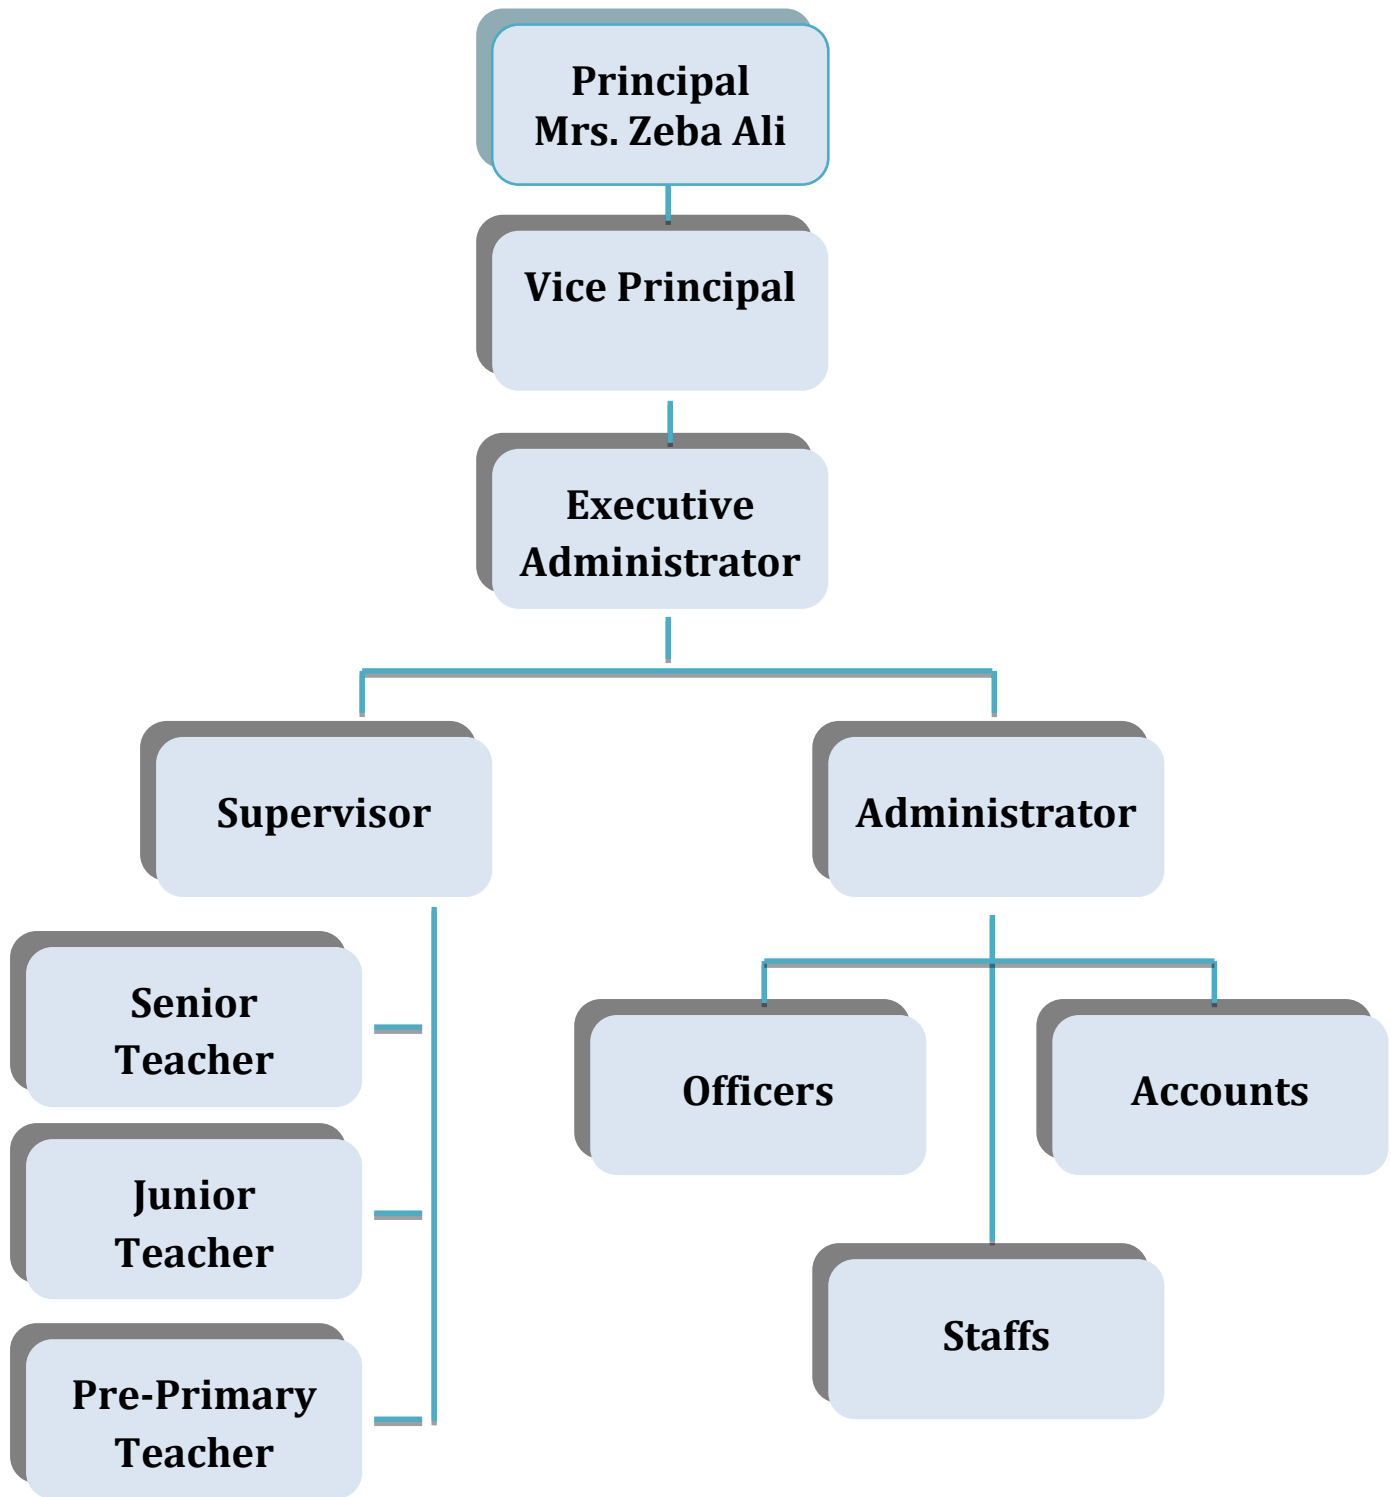 Principal
Mrs. Zeba Ali
Vice Principal
Executive
Administrator
Supervisor
Administrator
Senior
Teacher
Junior
Teacher
Pre-Primary
Teacher
Officers
Accounts
Staffs